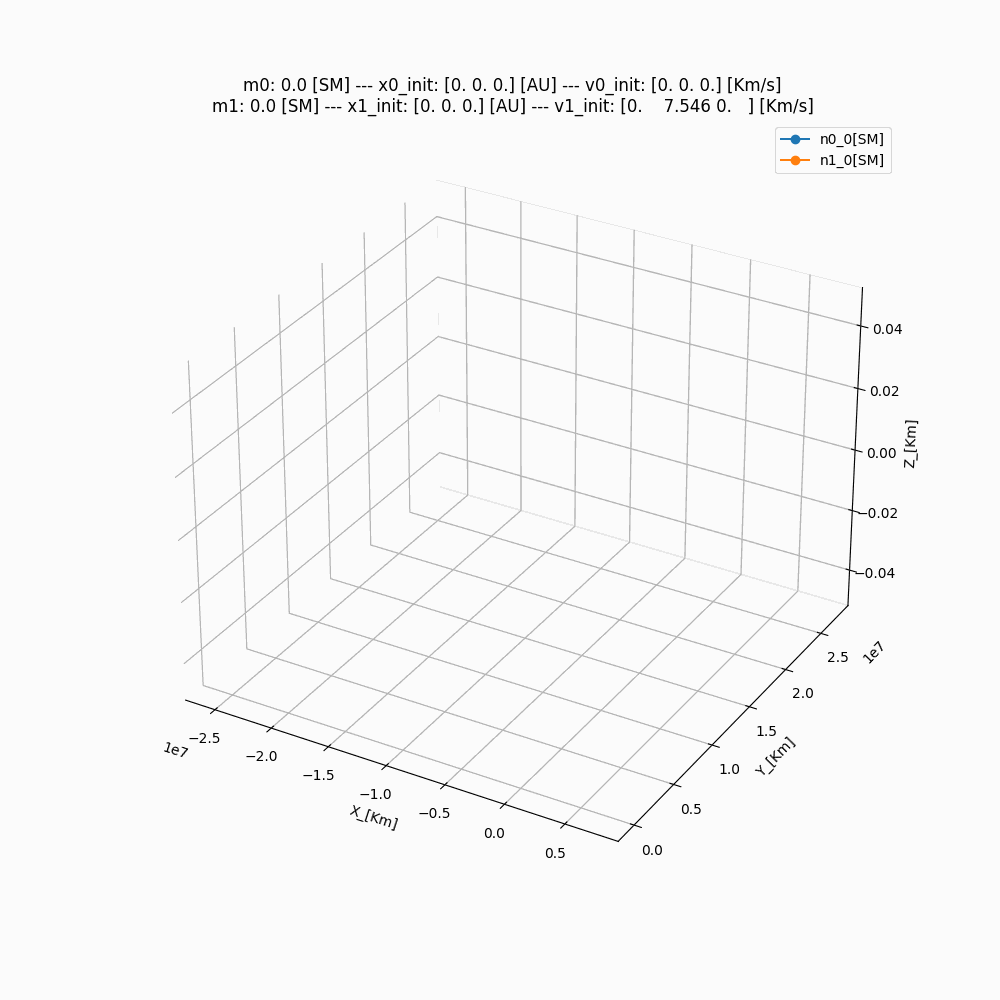 m0: 0.0 [SM] --- x0_init: [0. 0. 0.] [AU] --- v0_init: [0. 0. 0.] [Km/s]
m1: 0.0 [SM] --- x1_init: [0. 0. 0.] [AU] --- v1_init: [0.    7.546 0.   ] [Km/s]
n0_0[SM]
n1_0[SM]
0.04
0.02
0.00
−0.02
−0.04
Z_[Km]
1e7
2.5
2.0
1.5
1.0
0.5
0.0
Y_[Km]
1e7
−2.5
−2.0
−1.5
−1.0
−0.5
0.0
0.5
X_[Km]